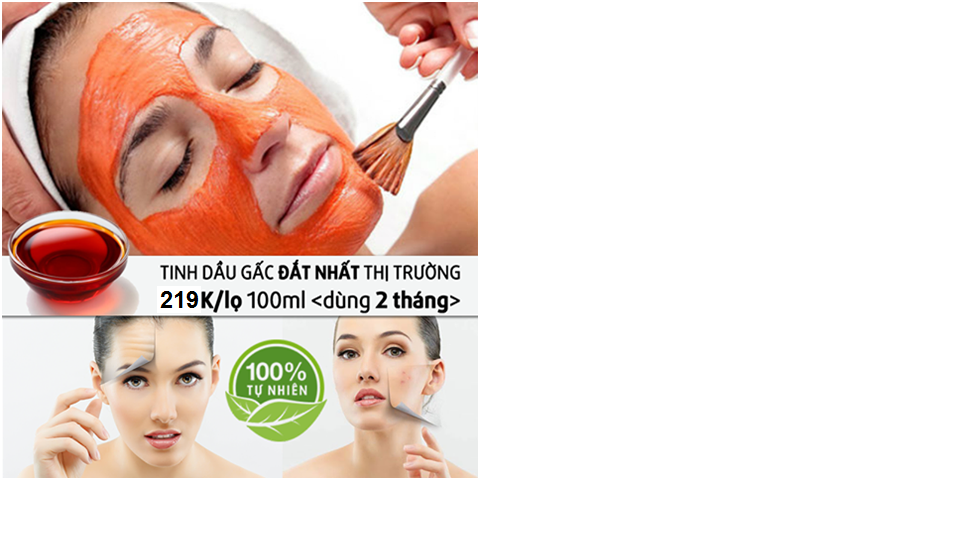 TINH DẦU GẤC ĐẮT NHẤT THỊ TRƯỜNG
219K/lọ 100ml <dùng 2 tháng>
100%
TỰ NHIÊN